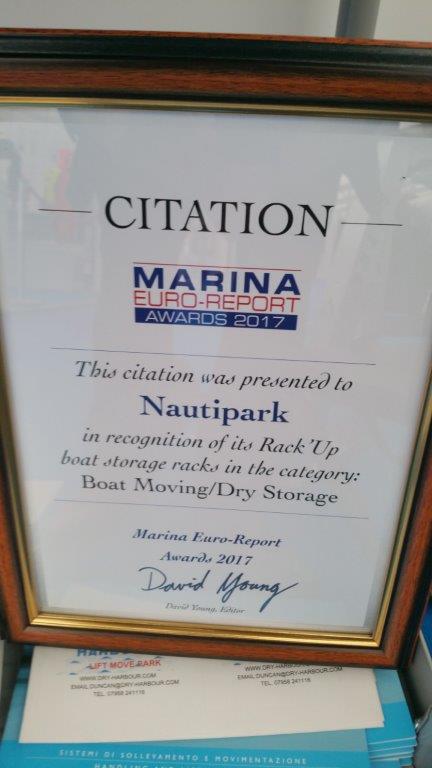 CITATION
MARINA
EURO-REPORT
AWARDS 2017
This citation was presented to
Nautipark
in recognition of its Rack'Up
boat storage racks in the category:
Boat Moving/Dry Storage
Marina Euro-Report
Awards 2017
David Young
David Young, Editor
LIFT MOVE PARK
WWW.DRY-HARBOUR.COM
EMAIL:DUNCAN@DRY-HARBOUR.COM
TEL. 07958 241116
WWW.DRY-HARBOUR.COM
EMAIL:DUNCAN@DRY-HARBOUR.COM
TEL. 07958 241116
SISTEMI DI SOLLEVAMENTO E MOVIMENTAZIONE